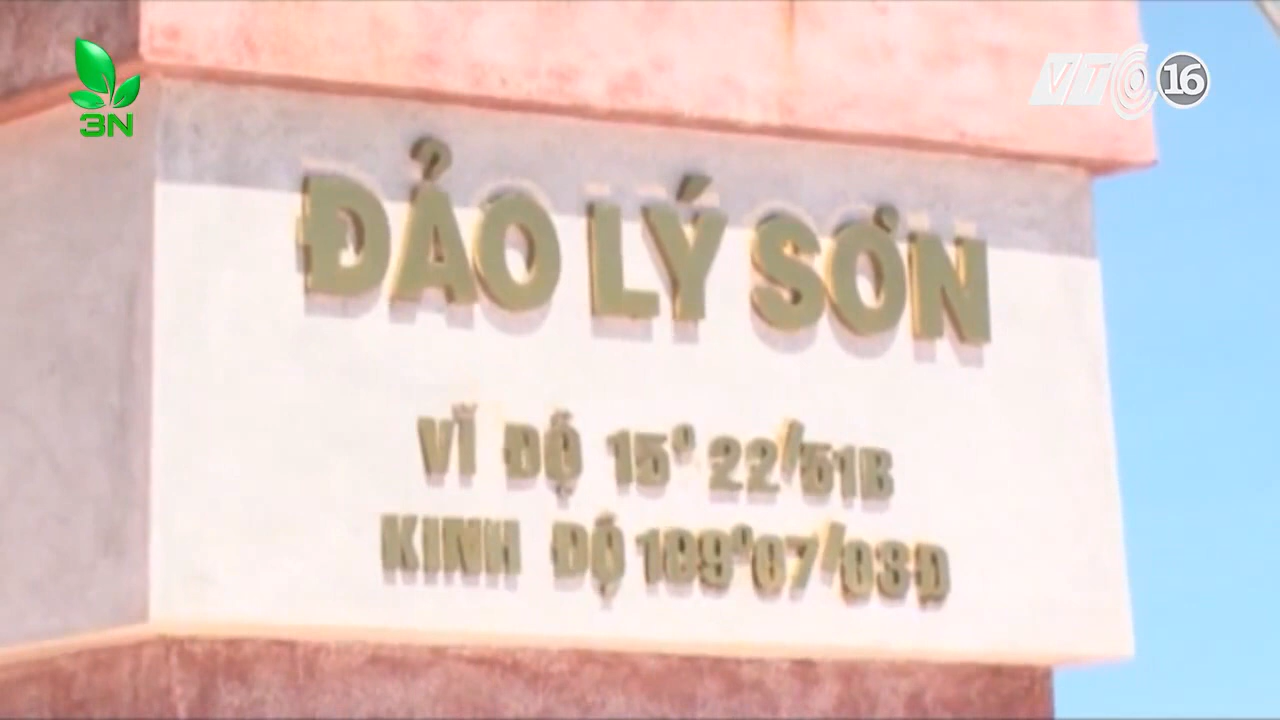 3N
VTC 16
ĐẢO LÝ SƠN
VĨ ĐỘ 15° 22/51B
KINH ĐỘ 109°07/03Đ